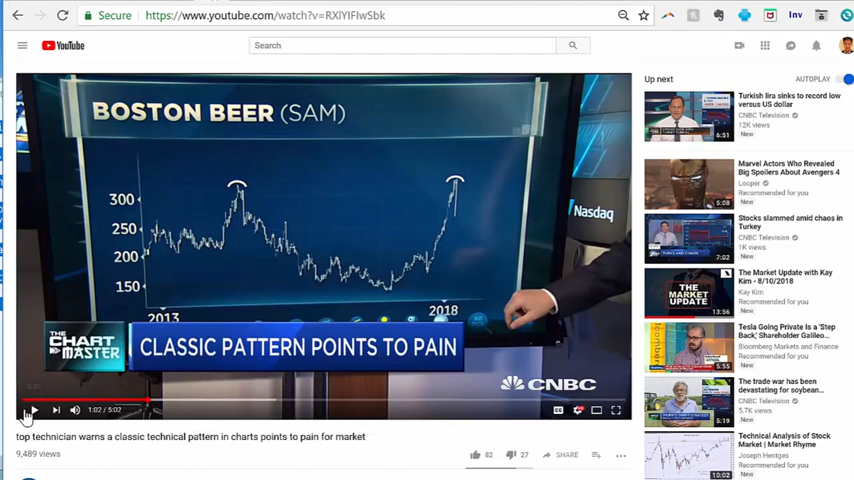 Secure
https://www.youtube.com/watch?v=RXlYIFIwSbk
Inv
YouTube
Search
BOSTON BEER (SAM)
300
250
200
150
2013
2018
Nasdaq
THE
CHART
MASTER
CLASSIC PATTERN POINTS TO PAIN
CNBC
1:02 / 5:02
top technician warns a classic technical pattern in charts points to pain for market
9,489 views
82
27
SHARE
Up next
AUTOPLAY
Turkish lira sinks to record low
versus US dollar
CNBC Television
12K views
New
6:51
Marvel Actors Who Revealed
Big Spoilers About Avengers 4
Looper
Recommended for you
New
5:08
Stocks slammed amid chaos in
Turkey
CNBC Television
1K views
New
7:02
The Market Update with Kay
Kim - 8/10/2018
Kay Kim
Recommended for you
THE
MARKET
UPDATE
13:56
Tesla Going Private Is a 'Step
Back,' Shareholder Galileo...
Bloomberg Markets and Finance
Recommended for you
5:55
The trade war has been
devastating for soybean...
CNBC Television
5.7K views
New
4:02
Technical Analysis of Stock
Market | Market Rhyme
Joseph Hentges
Recommended for you
New
10:02